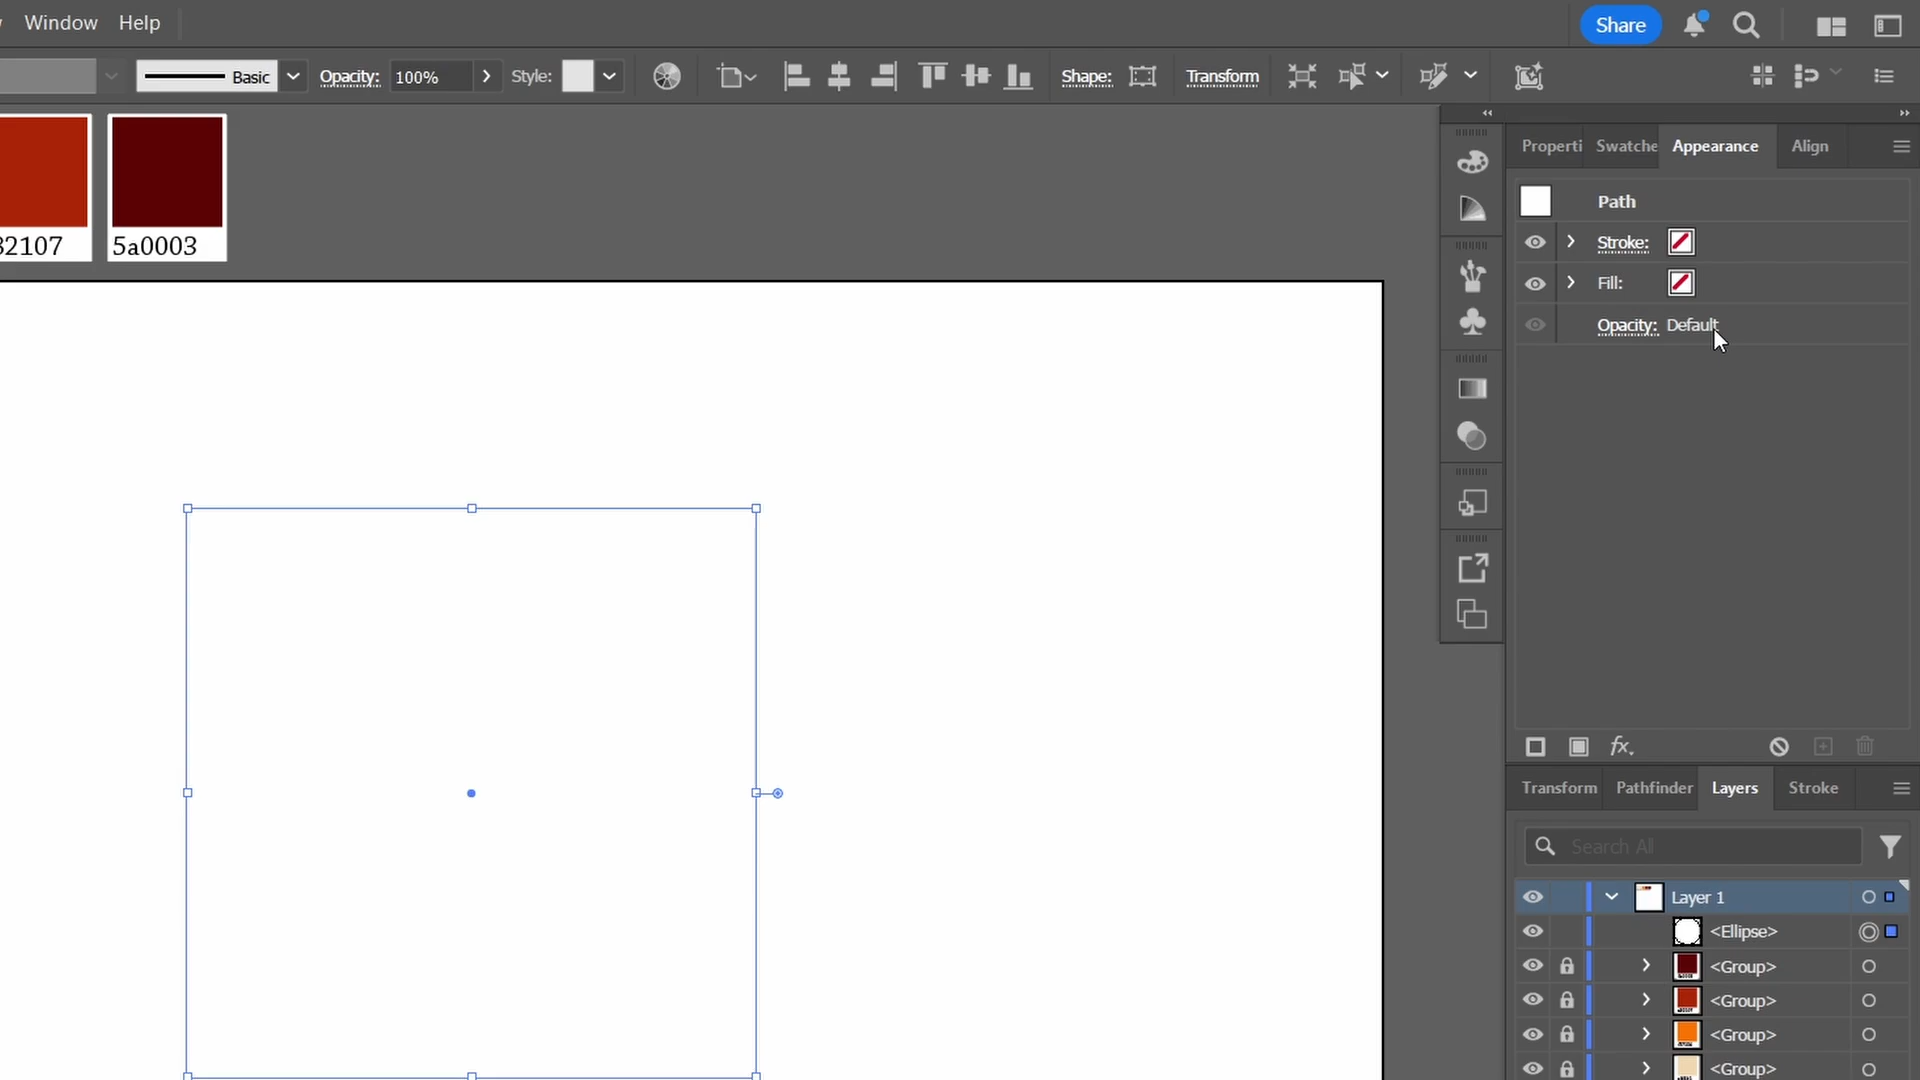 Window Help
Share
Basic
Opacity: 100%
Style:
Shape:
Transform
Properti
Swatche
Appearance
Align
32107
5a0003
Path
Stroke:
Fill:
Opacity: Default
fx
Transform
Pathfinder
Layers
Stroke
Search All
Layer 1
<Ellipse>
<Group>
<Group>
<Group>
<Group>